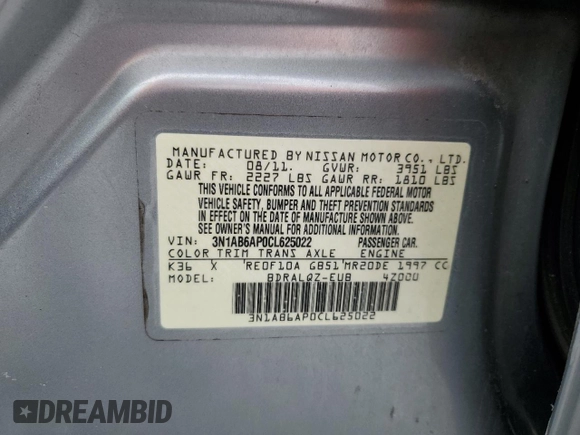 MANUFACTURED BY NISSAN MOTOR CO., LTD.
DATE: 08/11. GVWR: 3951 LBS
GAWR FR: 2227 LBS GAWR RR: 1810 LBS
THIS VEHICLE CONFORMS TO ALL APPLICABLE FEDERAL MOTOR
VEHICLE SAFETY, BUMPER AND THEFT PREVENTION STANDARDS
IN EFFECT ON THE DATE OF MANUFACTURE SHOWN ABOVE.
SEE OWNER'S MANUAL FOR ADDITIONAL INFORMATION
VIN: 3N1AB6AP0CL625022 PASSENGER CAR.
COLOR TRIM TRANS AXLE ENGINE
K36 X RE0F10A GB51 MR20DE 1997 CC
MODEL: BDRALQZ-EUB 4Z00U
3N1AB6AP0CL625022
DREAMBID